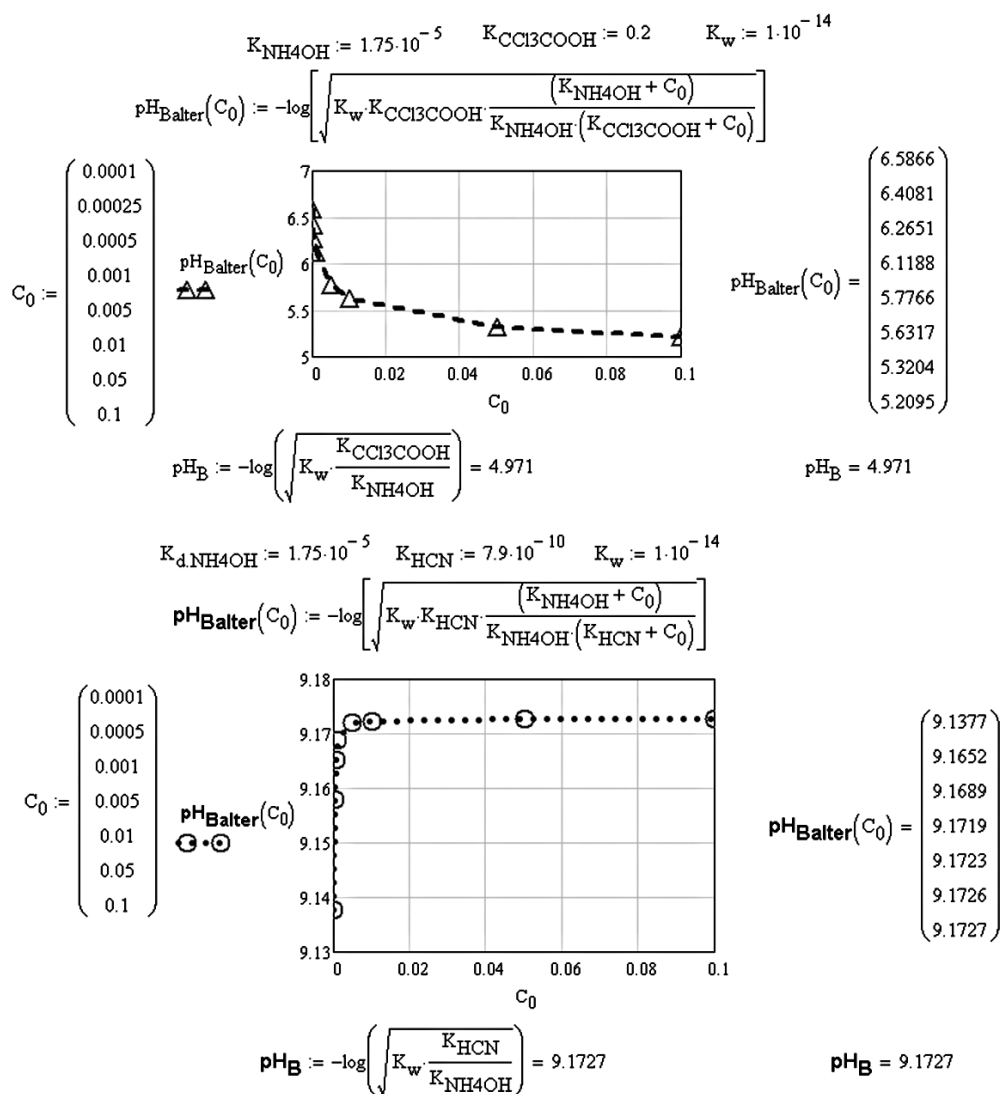 K_NH4OH := 1.75·10^-5 K_CCl3COOH := 0.2 K_w := 1·10^-14
pH_Balter(C_0) := -log[√(K_w·K_CCl3COOH·(K_NH4OH + C_0)/(K_NH4OH·(K_CCl3COOH + C_0)))]
C_0 := (0.0001 0.00025 0.0005 0.001 0.005 0.01 0.05 0.1)
pH_Balter(C_0)
7
6.5
6
5.5
5
0 0.02 0.04 0.06 0.08 0.1
C_0
pH_Balter(C_0) = (6.5866 6.4081 6.2651 6.1188 5.7766 5.6317 5.3204 5.2095)
pH_B := -log(√(K_w·K_CCl3COOH/K_NH4OH)) = 4.971 pH_B = 4.971
K_d.NH4OH := 1.75·10^-5 K_HCN := 7.9·10^-10 K_w := 1·10^-14
pH_Balter(C_0) := -log[√(K_w·K_HCN·(K_NH4OH + C_0)/(K_NH4OH·(K_HCN + C_0)))]
C_0 := (0.0001 0.0005 0.001 0.005 0.01 0.05 0.1)
pH_Balter(C_0)
9.18
9.17
9.16
9.15
9.14
9.13
0 0.02 0.04 0.06 0.08 0.1
C_0
pH_Balter(C_0) = (9.1377 9.1652 9.1689 9.1719 9.1723 9.1726 9.1727)
pH_B := -log(√(K_w·K_HCN/K_NH4OH)) = 9.1727 pH_B = 9.1727